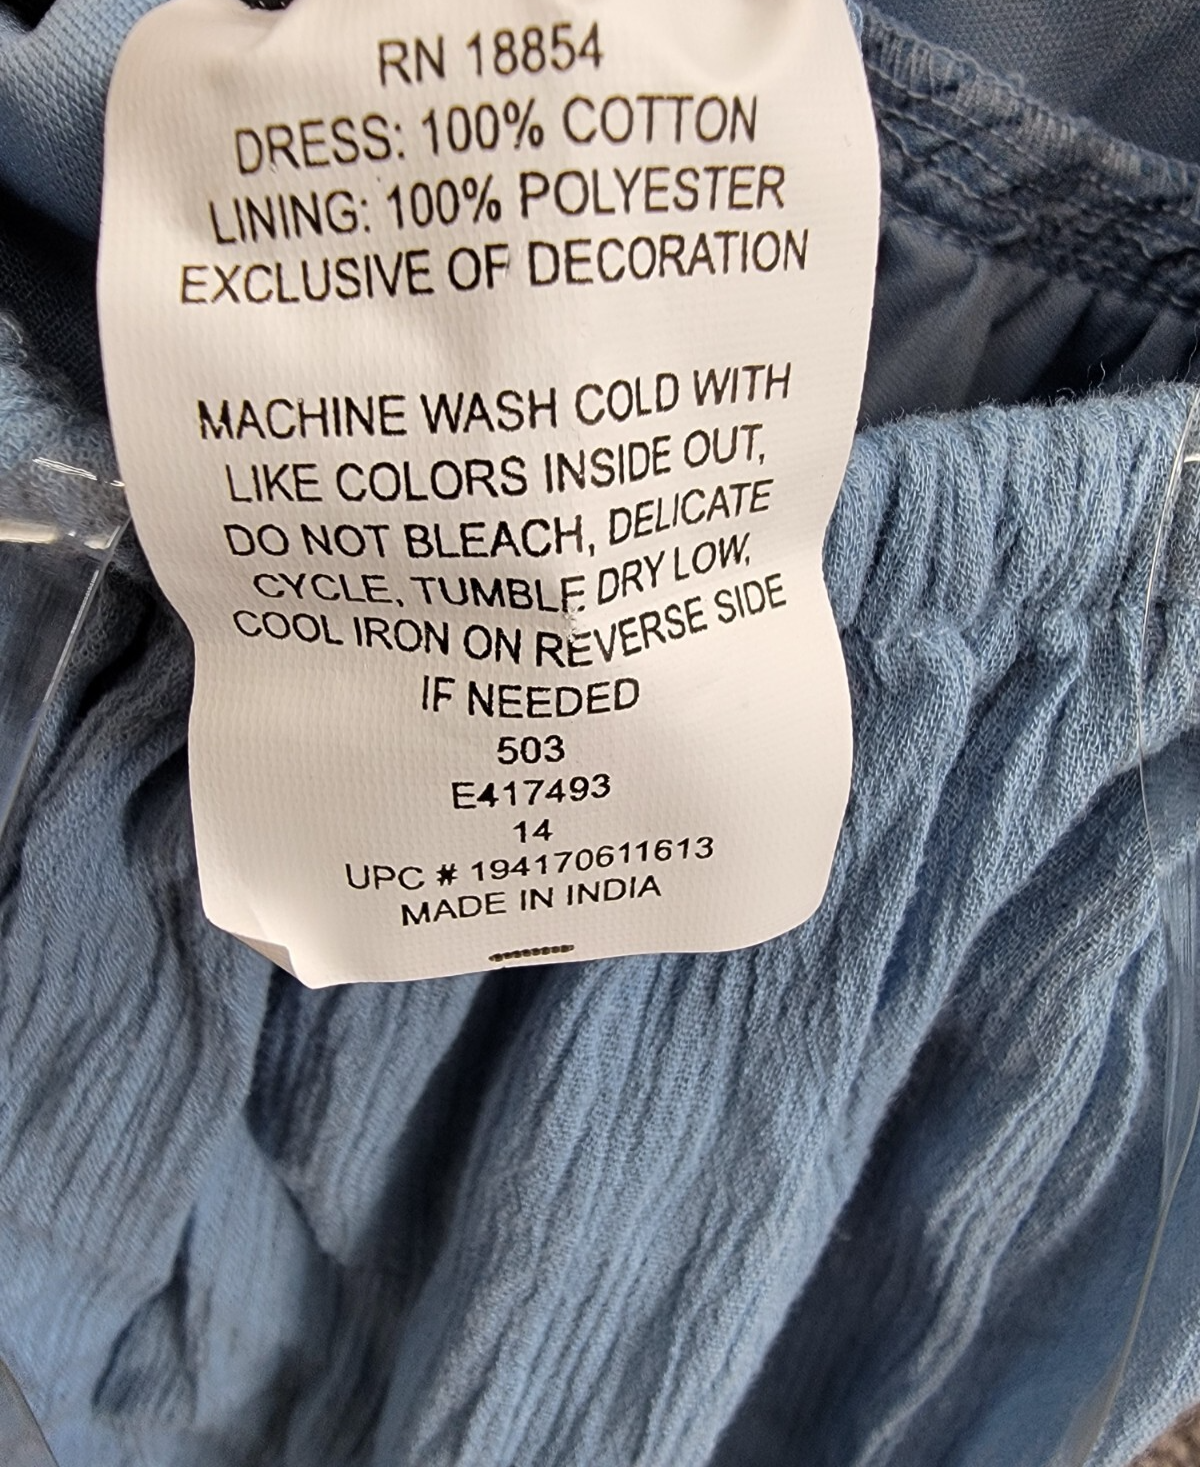 RN 18854
DRESS: 100% COTTON
LINING: 100% POLYESTER
EXCLUSIVE OF DECORATION
MACHINE WASH COLD WITH
LIKE COLORS INSIDE OUT,
DO NOT BLEACH, DELICATE
CYCLE, TUMBLE DRY LOW,
COOL IRON ON REVERSE SIDE
IF NEEDED
503
E417493
14
UPC # 194170611613
MADE IN INDIA